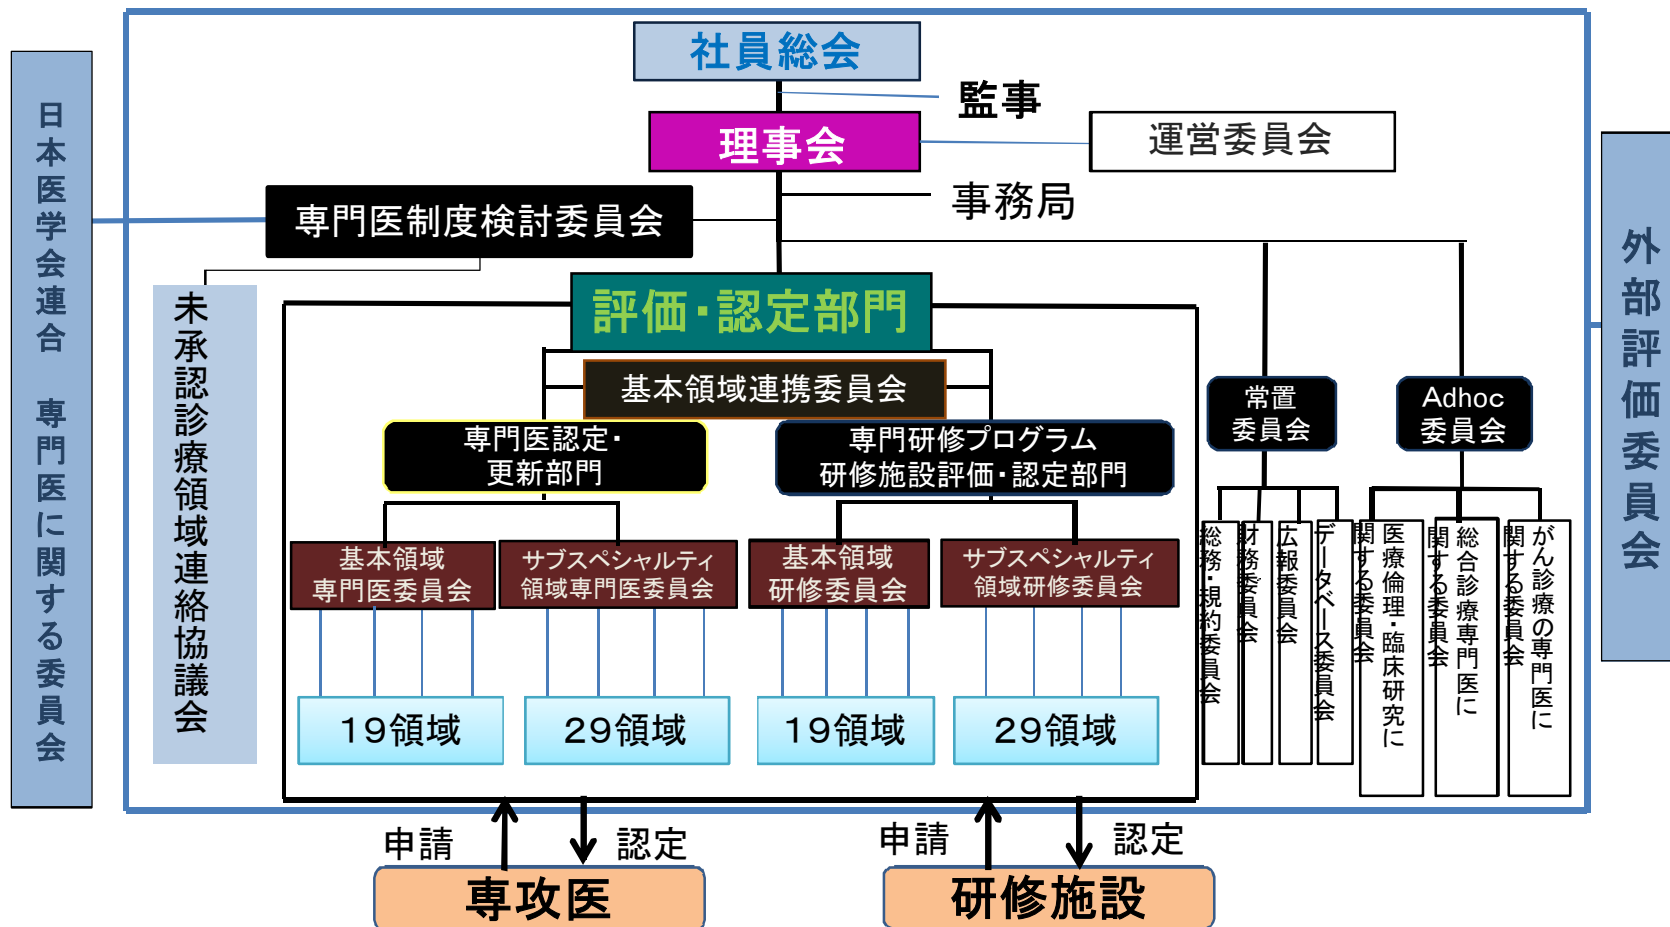 社員総会
監事
理事会
運営委員会
事務局
専門医制度検討委員会
日本医学会連合　専門医に関する委員会
外部評価委員会
未承認診療領域連絡協議会
評価・認定部門
基本領域連携委員会
専門医認定・
更新部門
専門研修プログラム
研修施設評価・認定部門
常置
委員会
Adhoc
委員会
基本領域
専門医委員会
サブスペシャルティ
領域専門医委員会
基本領域
研修委員会
サブスペシャルティ
領域研修委員会
総務・規約委員会
財務委員会
広報委員会
データベース委員会
医療倫理・臨床研究に
関する委員会
総合診療専門医に
関する委員会
がん診療の専門医に
関する委員会
19領域
29領域
19領域
29領域
申請
認定
申請
認定
専攻医
研修施設